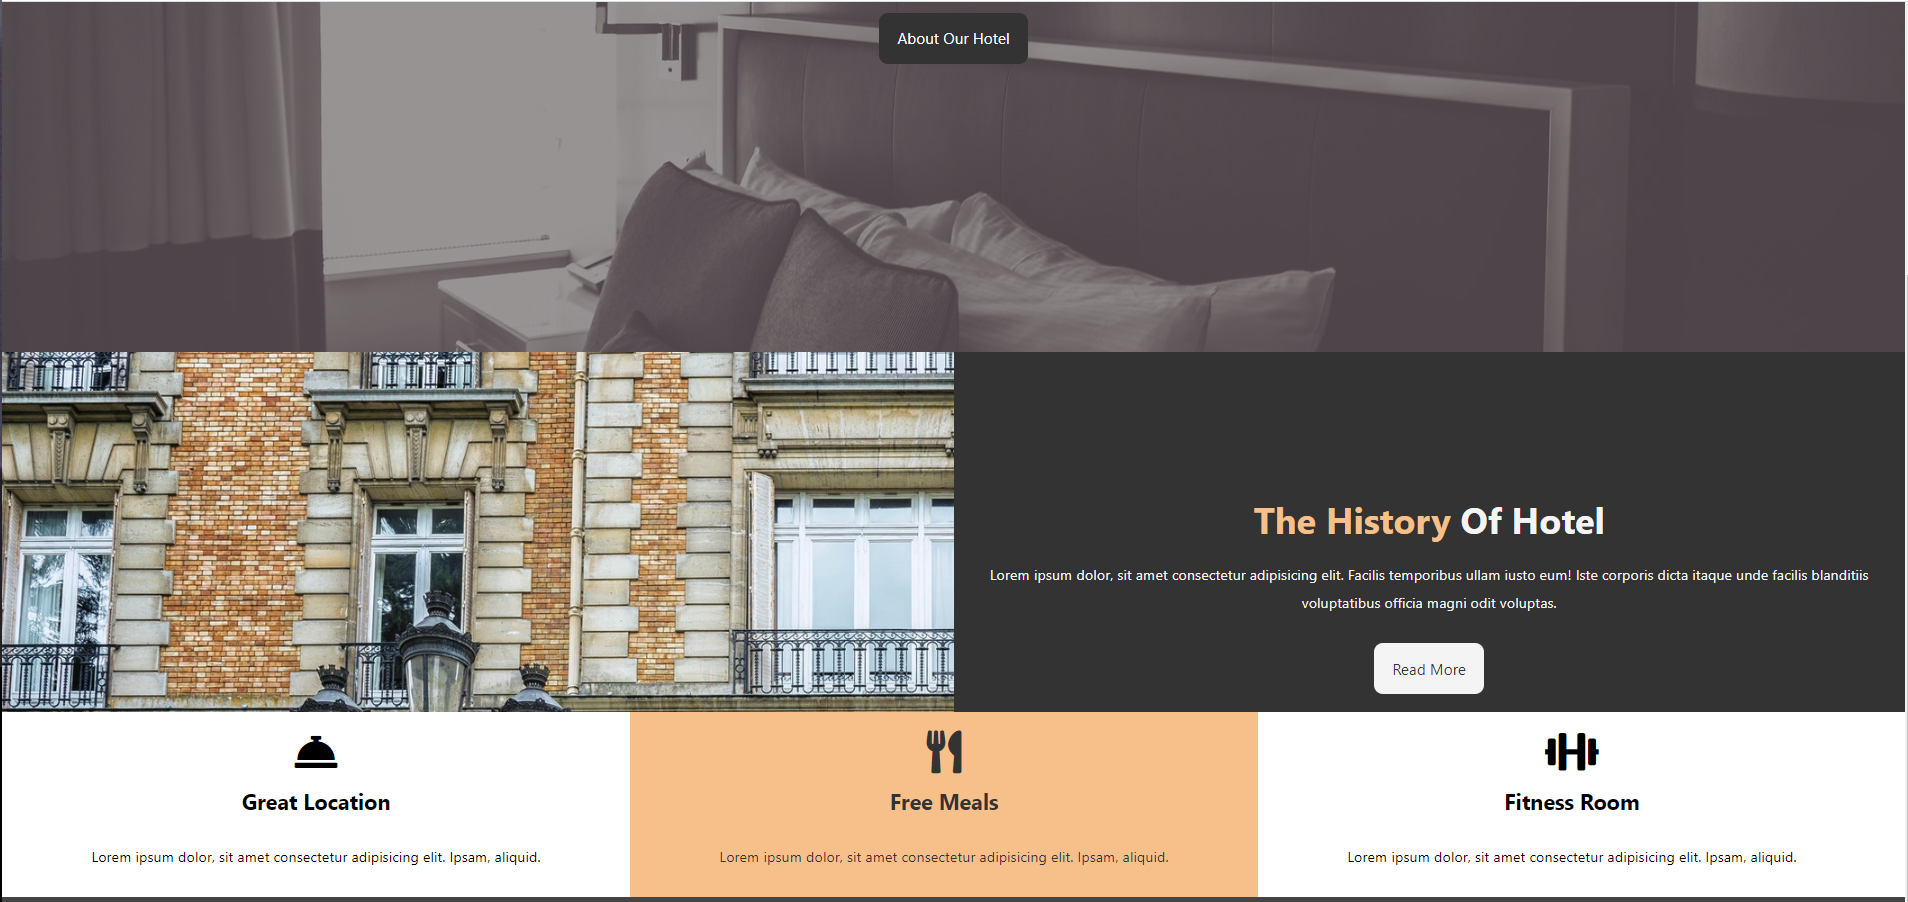 About Our Hotel
The History Of Hotel
Lorem ipsum dolor, sit amet consectetur adipisicing elit. Facilis temporibus ullam iusto eum! Iste corporis dicta itaque unde facilis blanditiis
voluptatibus officia magni odit voluptas.
Read More
Great Location
Lorem ipsum dolor, sit amet consectetur adipisicing elit. Ipsam, aliquid.
Free Meals
Lorem ipsum dolor, sit amet consectetur adipisicing elit. Ipsam, aliquid.
Fitness Room
Lorem ipsum dolor, sit amet consectetur adipisicing elit. Ipsam, aliquid.